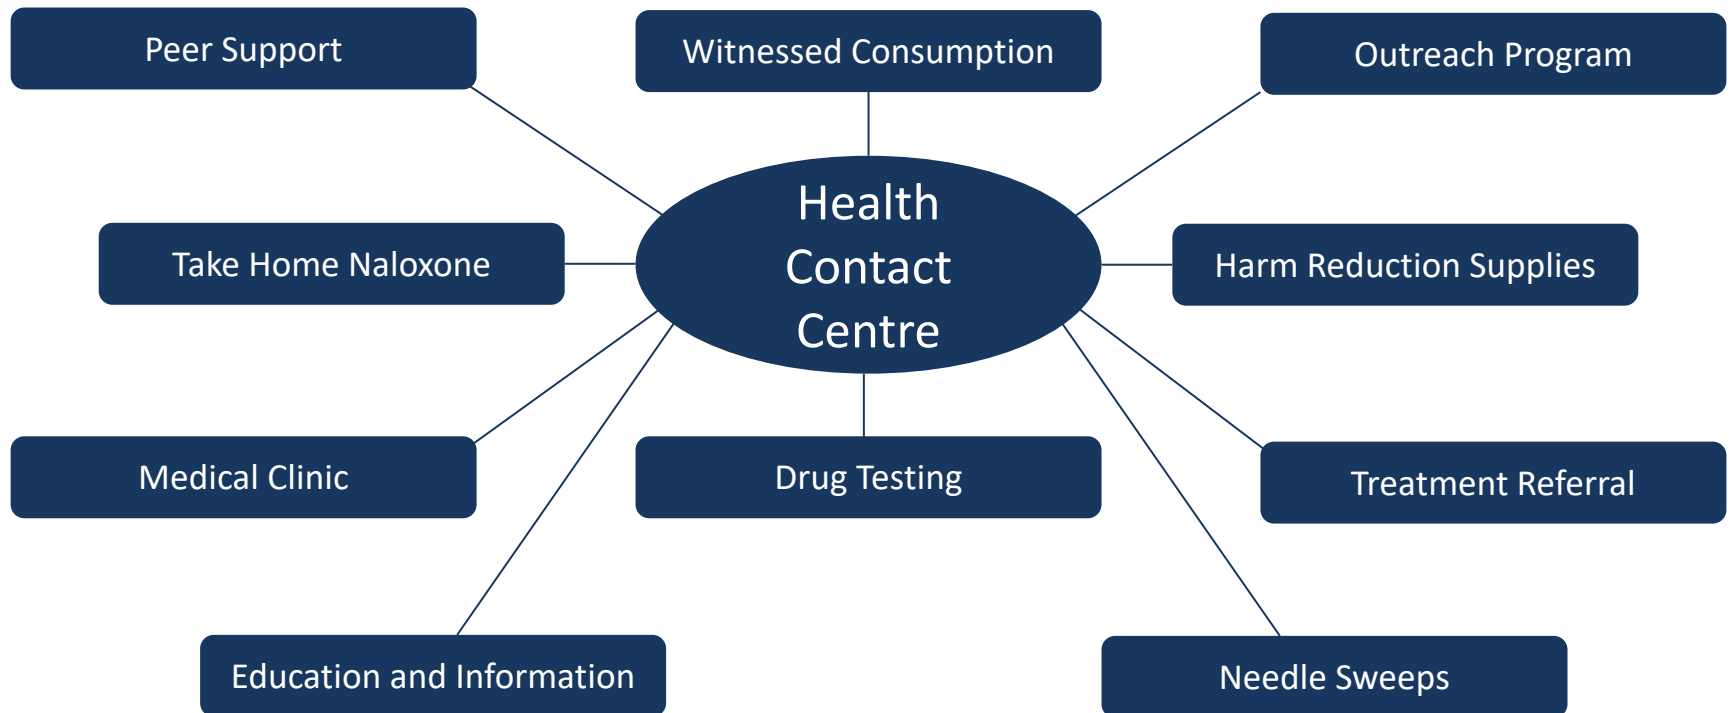 Peer Support
Witnessed Consumption
Outreach Program
Health
Contact
Centre
Take Home Naloxone
Harm Reduction Supplies
Medical Clinic
Drug Testing
Treatment Referral
Education and Information
Needle Sweeps